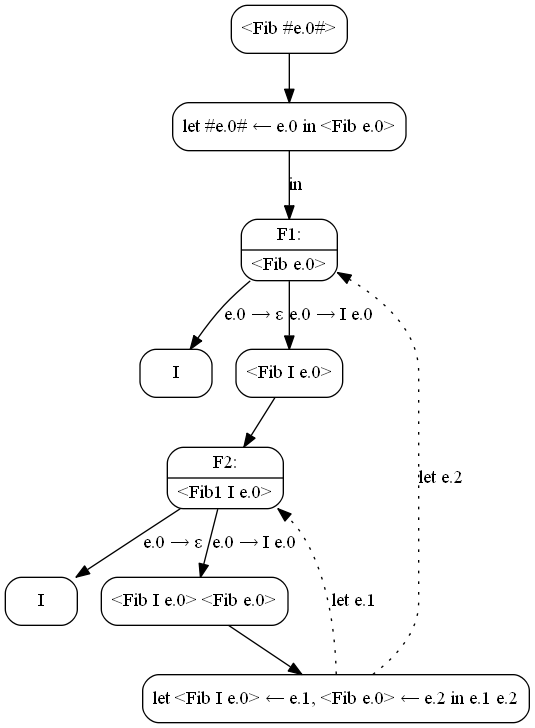 <Fib #e.0#>
let #e.0# ← e.0 in <Fib e.0>
in
F1:
<Fib e.0>
e.0 → ε
e.0 → I e.0
I
<Fib I e.0>
F2:
<Fib1 I e.0>
let e.2
e.0 → ε
e.0 → I e.0
I
<Fib I e.0> <Fib e.0>
let e.1
let <Fib I e.0> ← e.1, <Fib e.0> ← e.2 in e.1 e.2